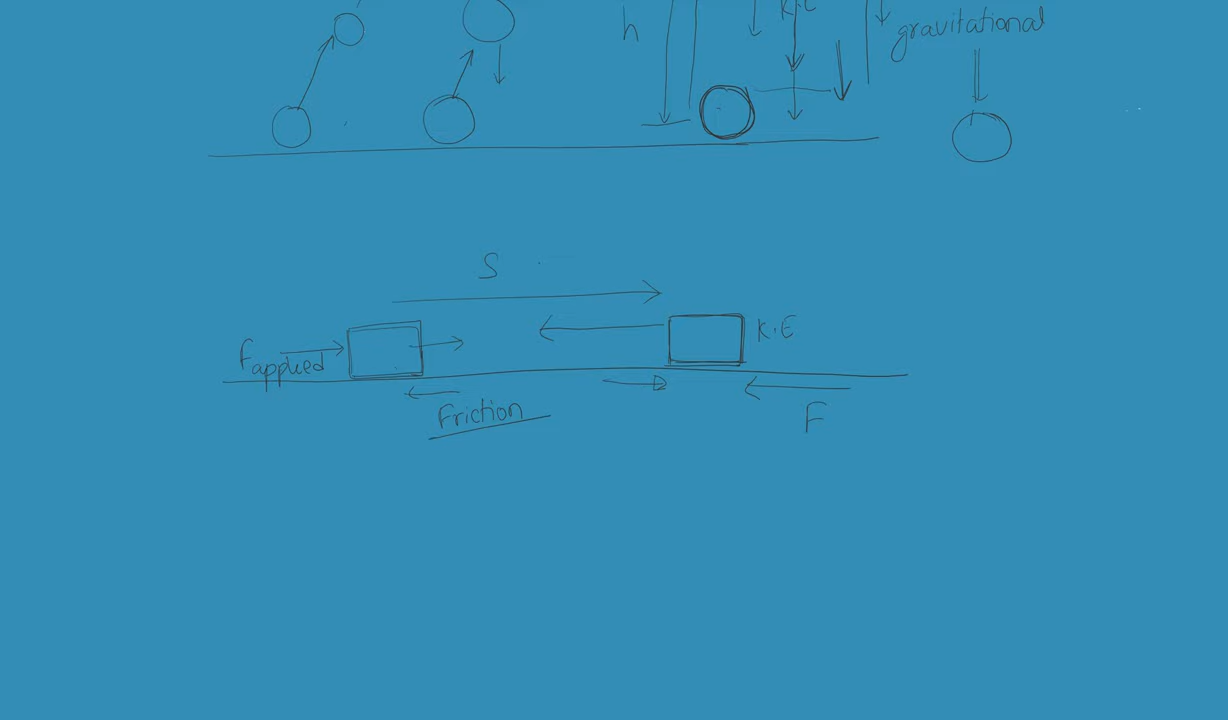 h
K.E
gravitational
S
Fapplied
K.E
Friction
F